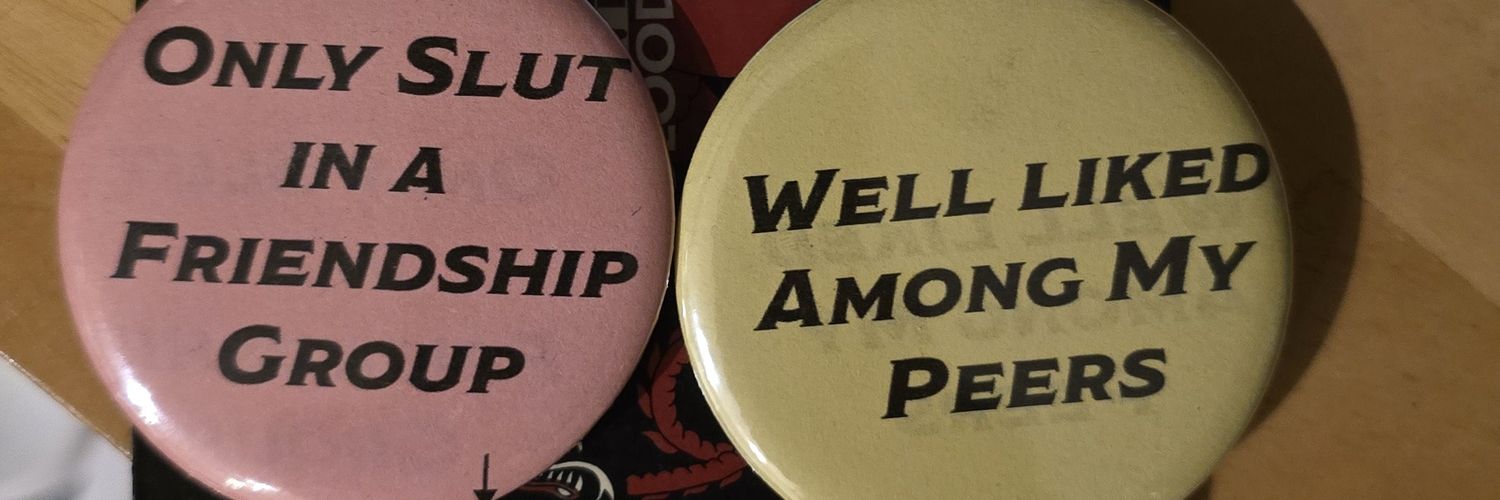 Only Slut
in a
Friendship
Group
Well liked
Among My
Peers